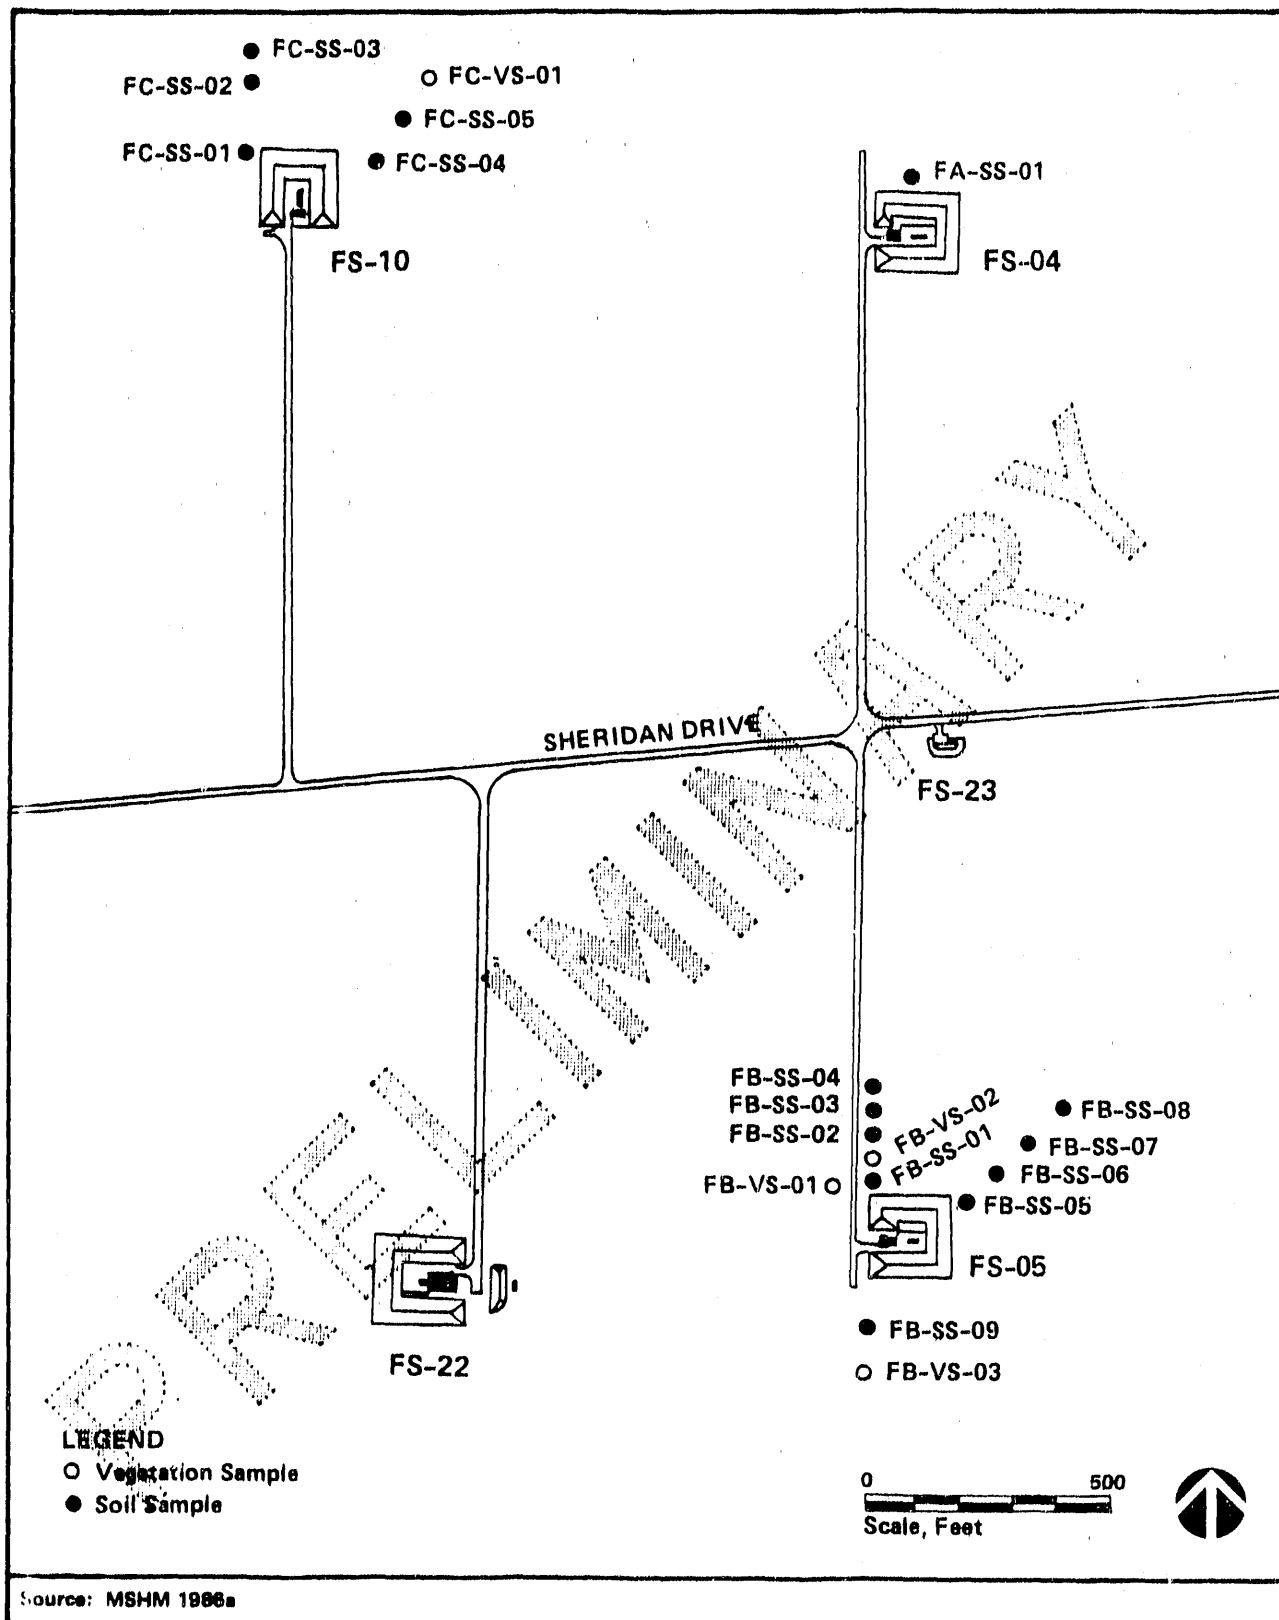 FC-SS-03
FC-SS-02
FC-VS-01
FC-SS-05
FC-SS-01
FC-SS-04
FA-SS-01
FS-10
FS-04
SHERIDAN DRIVE
FS-23
PRELIMINARY
FB-SS-04
FB-SS-03
FB-SS-02
FB-VS-02
FB-SS-01
FB-VS-01
FB-SS-08
FB-SS-07
FB-SS-06
FB-SS-05
FS-05
FB-SS-09
FB-VS-03
FS-22
LEGEND
Vegetation Sample
Soil Sample
0 500
Scale, Feet
Source: MSHM 1986a